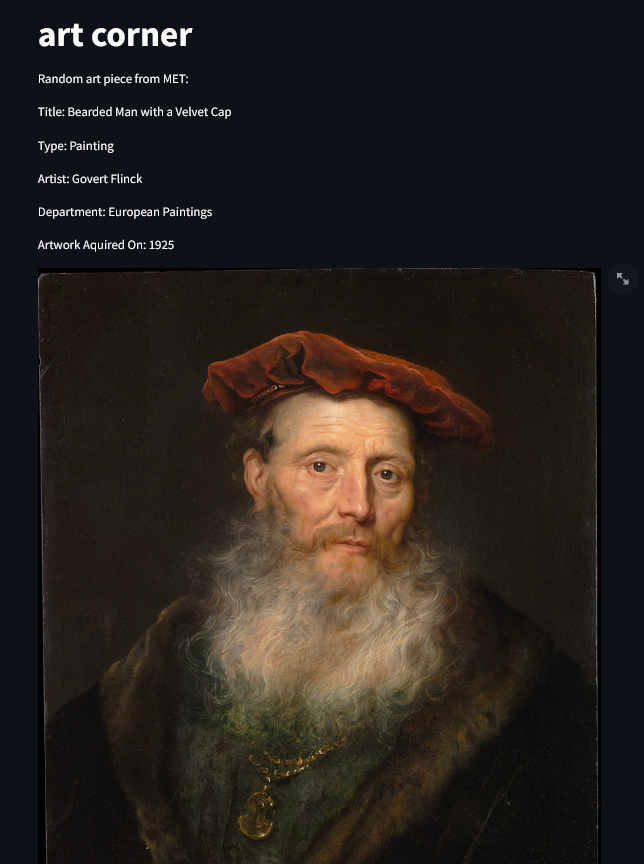 art corner
Random art piece from MET:
Title: Bearded Man with a Velvet Cap
Type: Painting
Artist: Govert Flinck
Department: European Paintings
Artwork Aquired On: 1925